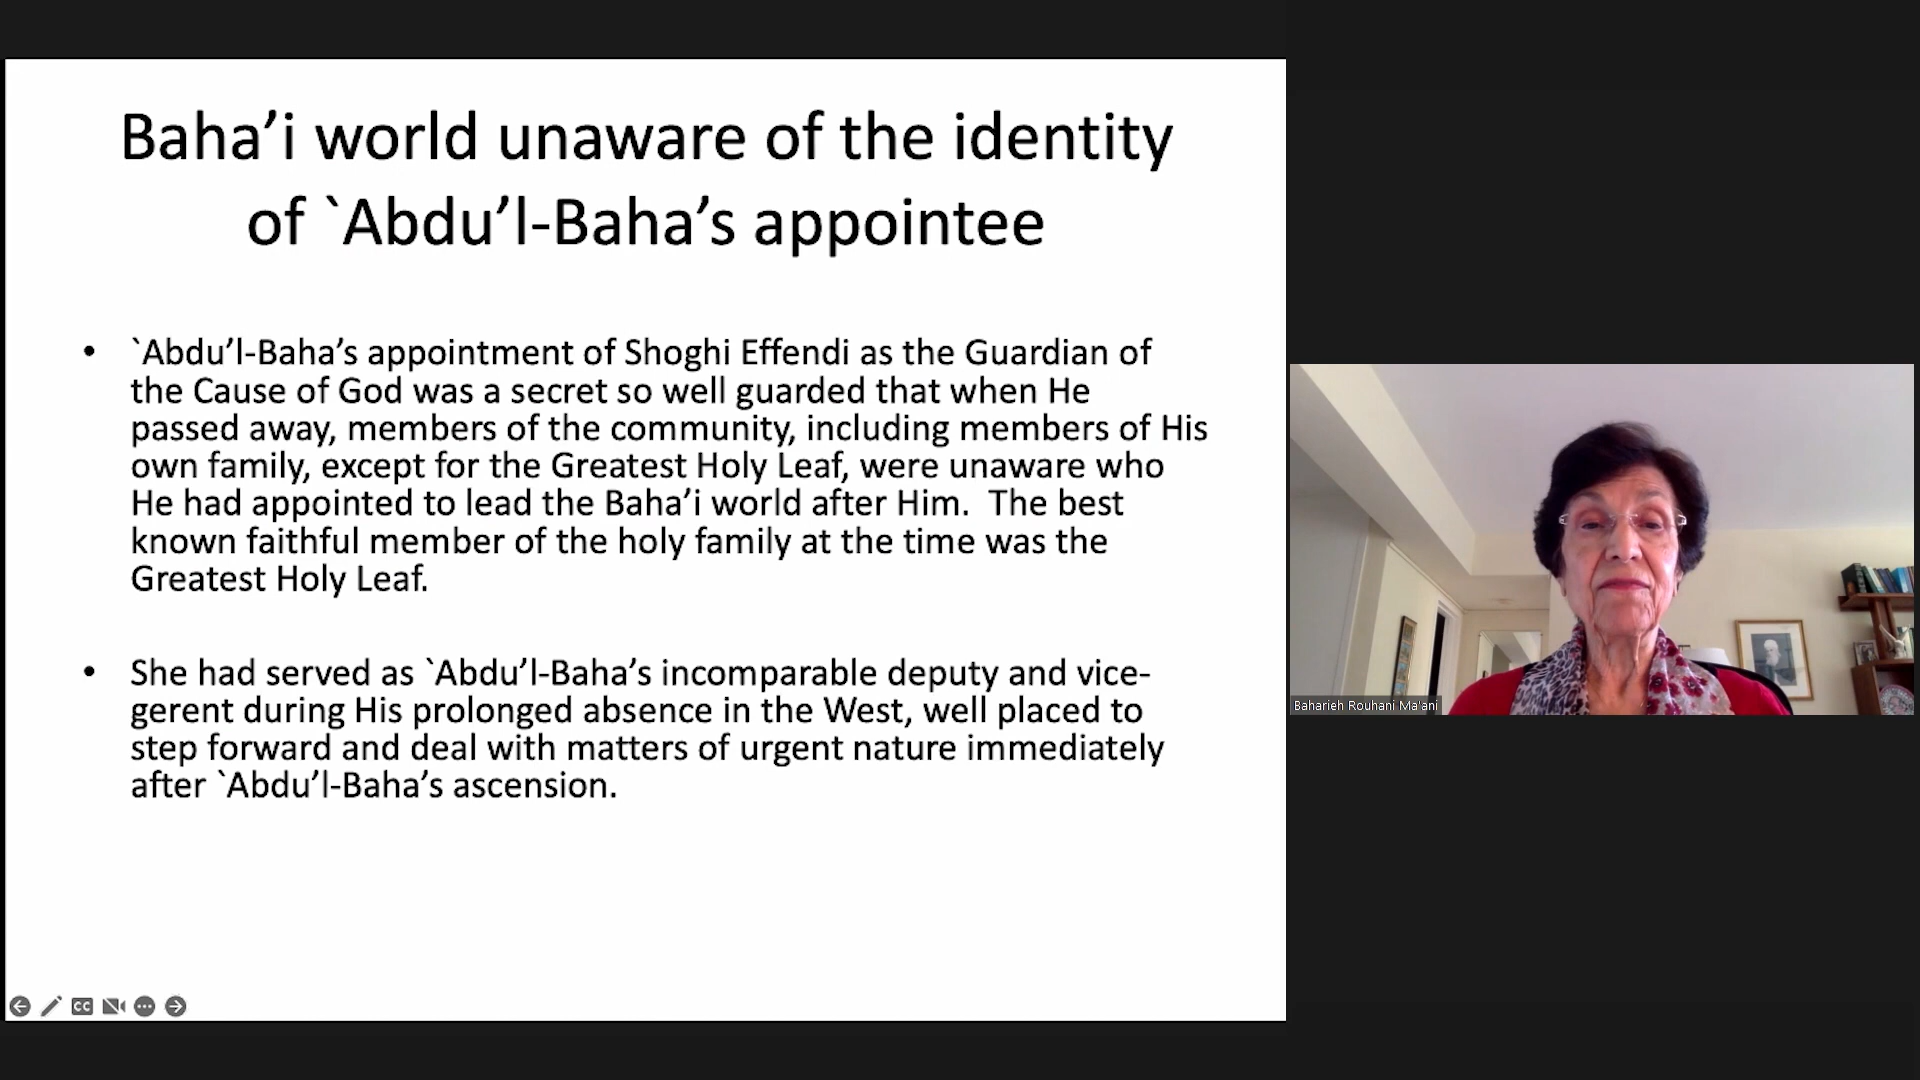 Baha’i world unaware of the identity
of `Abdu’l-Baha’s appointee
• `Abdu’l-Baha’s appointment of Shoghi Effendi as the Guardian of
the Cause of God was a secret so well guarded that when He
passed away, members of the community, including members of His
own family, except for the Greatest Holy Leaf, were unaware who
He had appointed to lead the Baha’i world after Him.  The best
known faithful member of the holy family at the time was the
Greatest Holy Leaf.
• She had served as `Abdu’l-Baha’s incomparable deputy and vice-
gerent during His prolonged absence in the West, well placed to
step forward and deal with matters of urgent nature immediately
after `Abdu’l-Baha’s ascension.
CC
Baharieh Rouhani Ma'ani